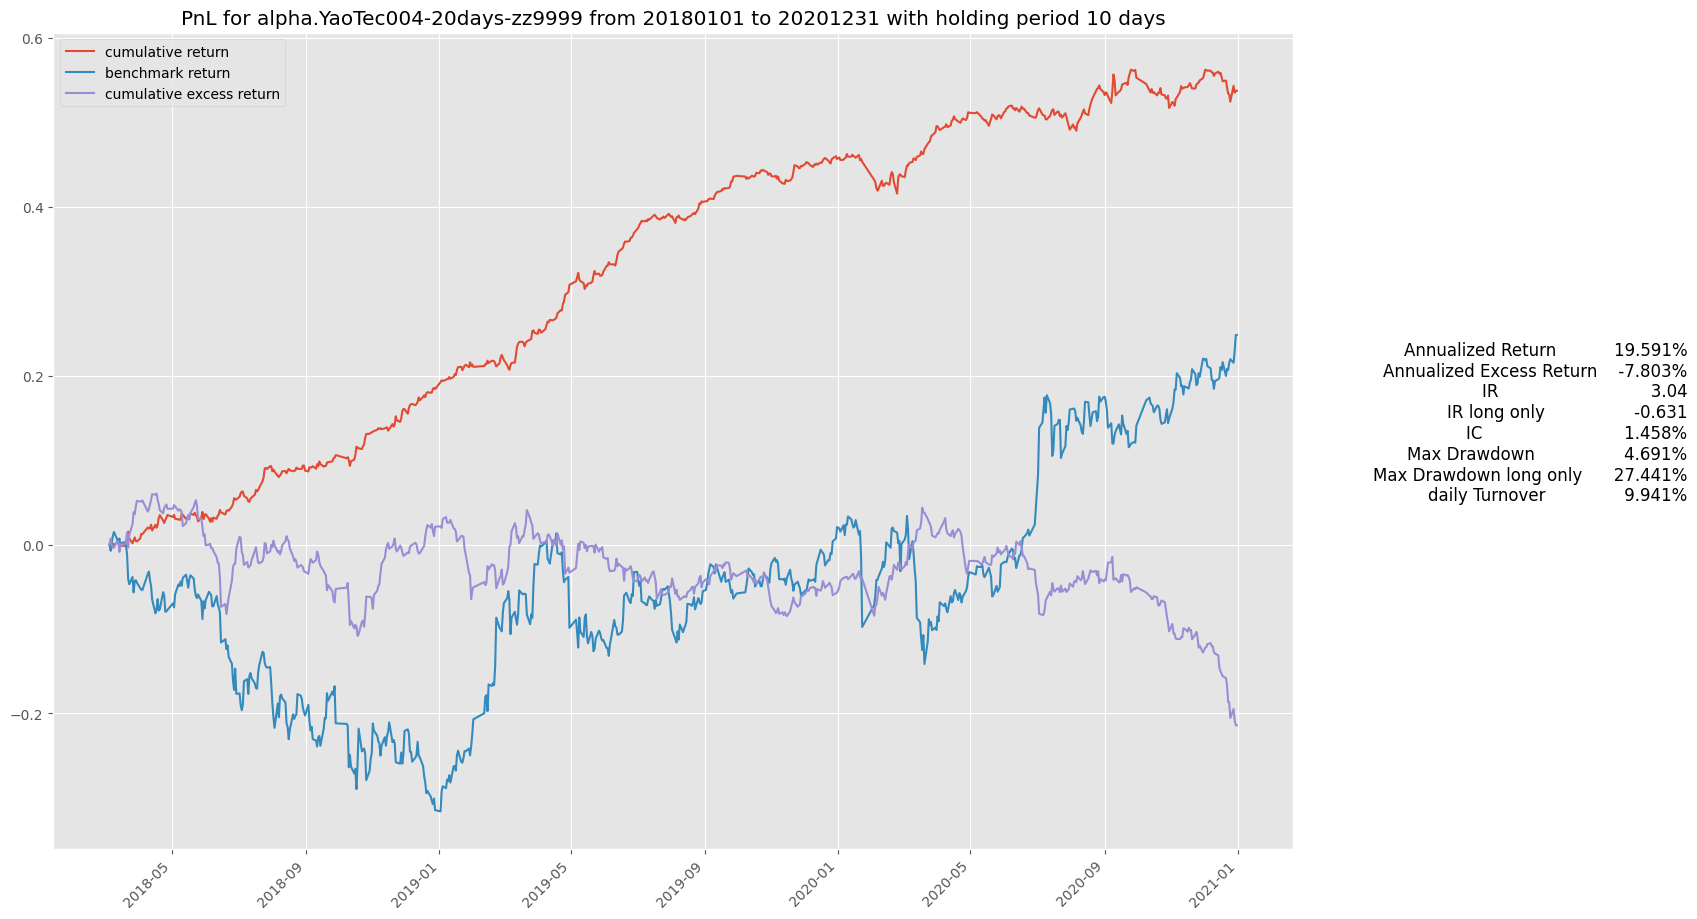 PnL for alpha.YaoTec004-20days-zz9999 from 20180101 to 20201231 with holding period 10 days
cumulative return
benchmark return
cumulative excess return
0.6
0.4
0.2
0.0
−0.2
2018-05
2018-09
2019-01
2019-05
2019-09
2020-01
2020-05
2020-09
2021-01
Annualized Return 19.591%
Annualized Excess Return -7.803%
IR 3.04
IR long only -0.631
IC 1.458%
Max Drawdown 4.691%
Max Drawdown long only 27.441%
daily Turnover 9.941%